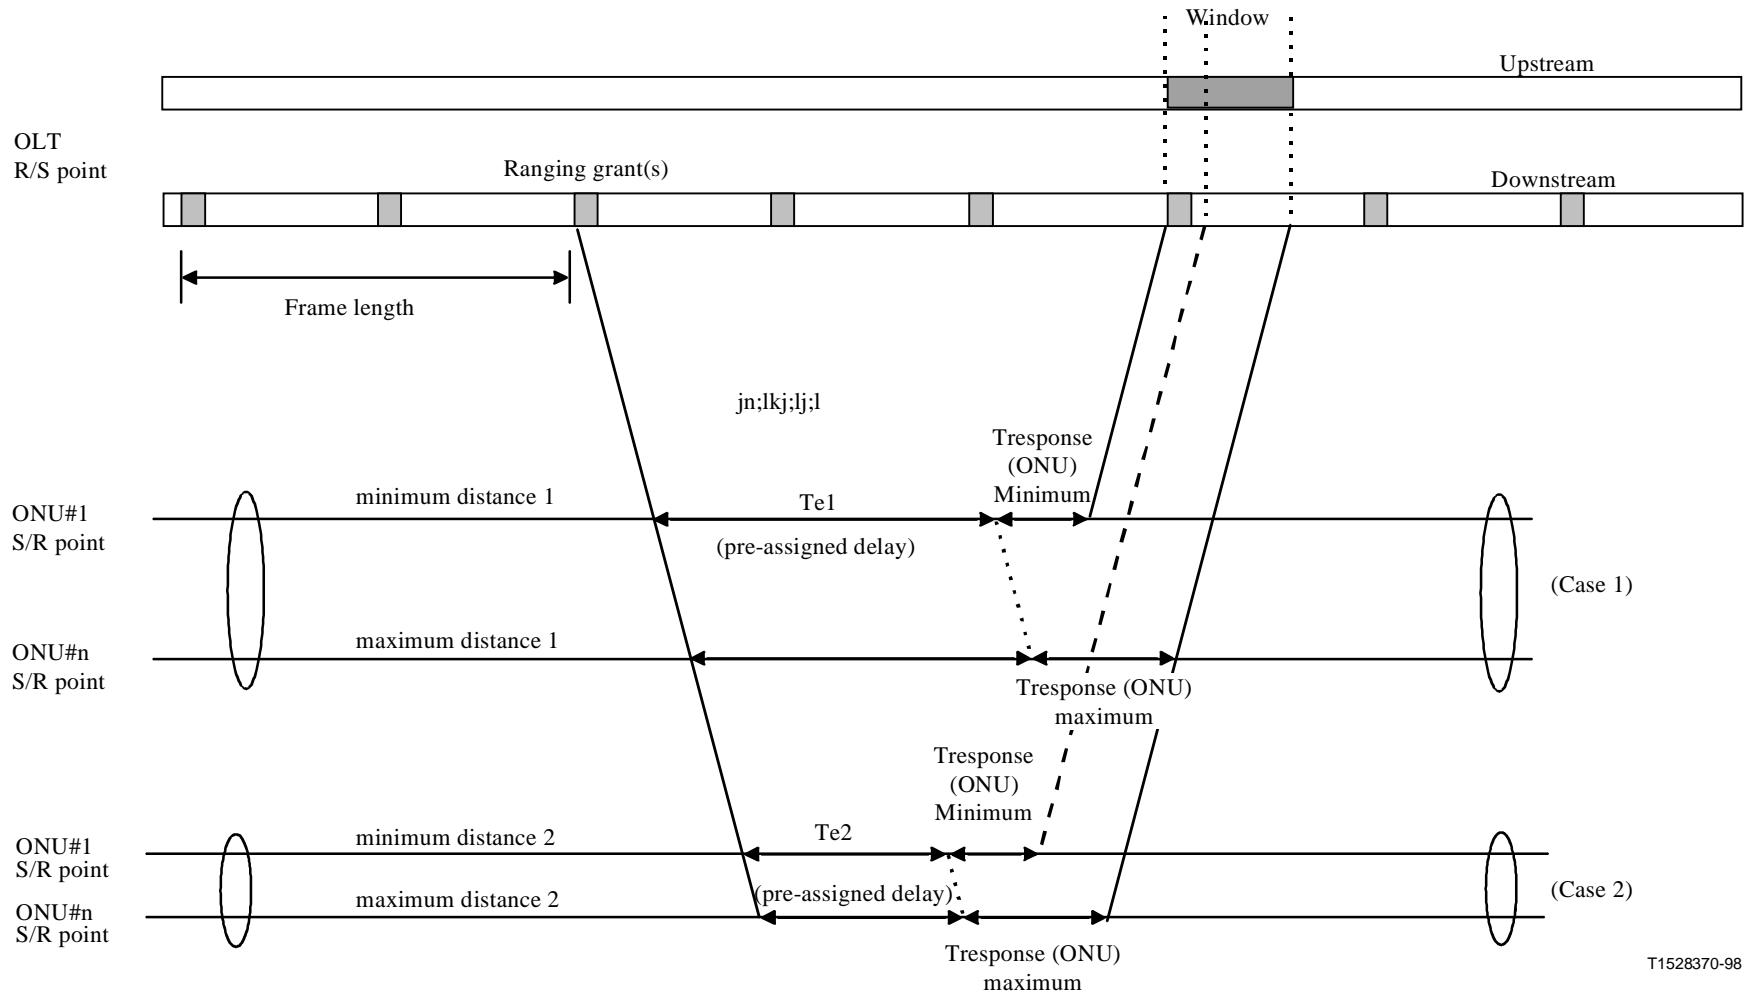 Window
Upstream
OLT
R/S point
Ranging grant(s)
Downstream
Frame length
jn;lkj;lj;l
Tresponse
(ONU)
Minimum
minimum distance 1
Te1
ONU#1
S/R point
(pre-assigned delay)
(Case 1)
maximum distance 1
ONU#n
S/R point
Tresponse (ONU)
maximum
Tresponse
(ONU)
Minimum
minimum distance 2
Te2
ONU#1
S/R point
maximum distance 2
(pre-assigned delay)
(Case 2)
ONU#n
S/R point
Tresponse (ONU)
maximum
T1528370-98